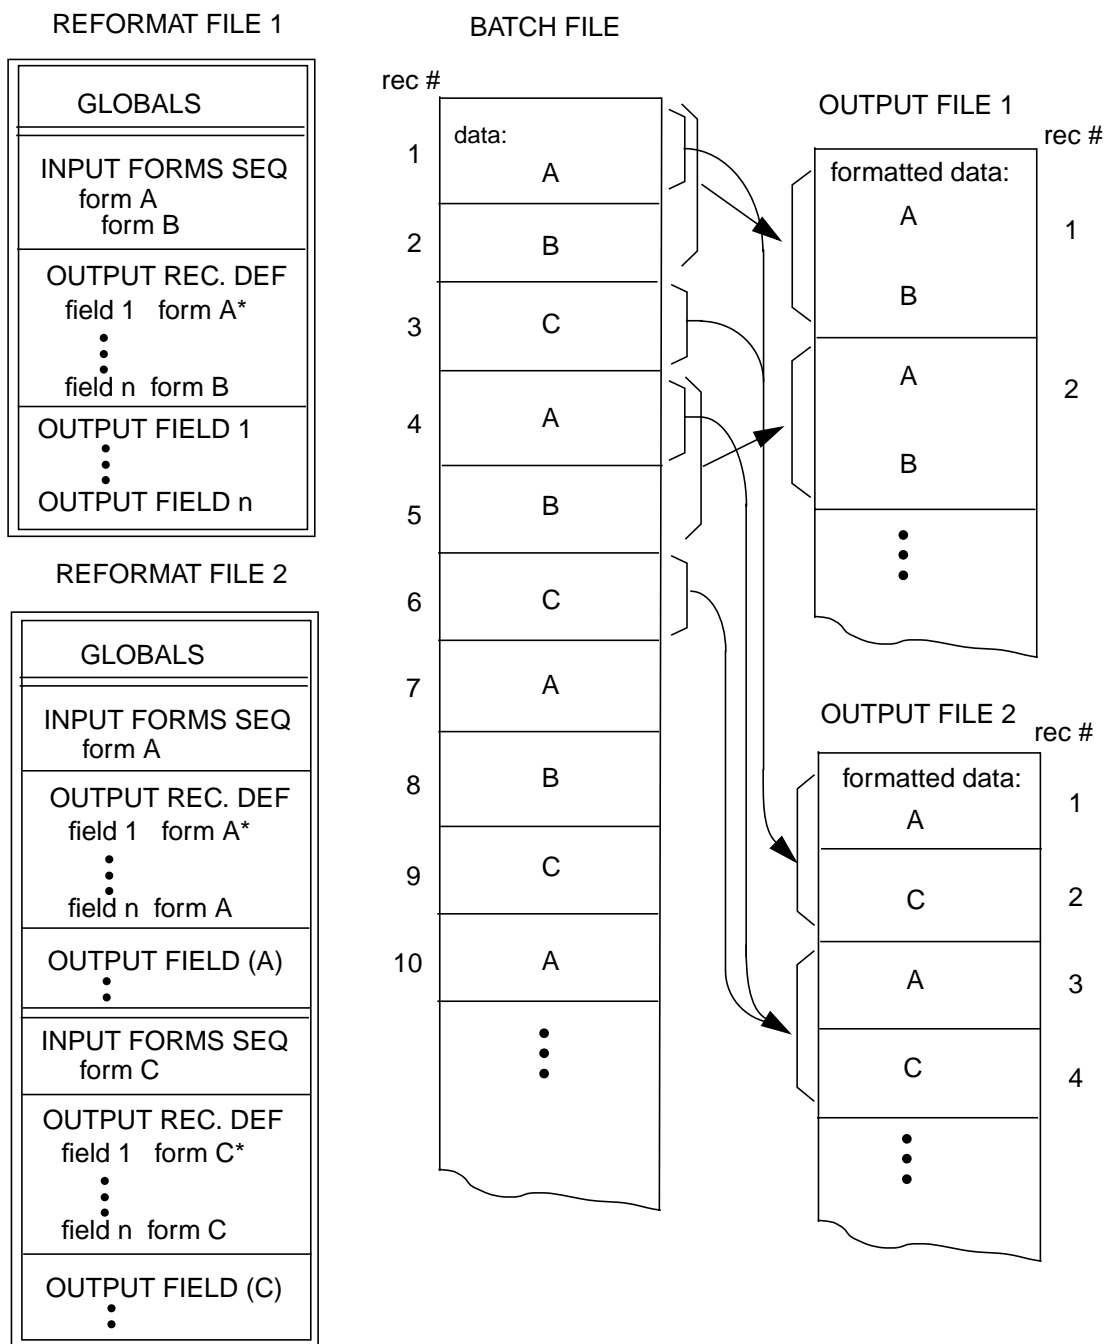 REFORMAT FILE 1
GLOBALS
INPUT FORMS SEQ
form A
form B
OUTPUT REC. DEF
field 1 form A*
field n form B
OUTPUT FIELD 1
OUTPUT FIELD n
REFORMAT FILE 2
GLOBALS
INPUT FORMS SEQ
form A
OUTPUT REC. DEF
field 1 form A*
field n form A
OUTPUT FIELD (A)
INPUT FORMS SEQ
form C
OUTPUT REC. DEF
field 1 form C*
field n form C
OUTPUT FIELD (C)
BATCH FILE
rec #
data:
1 A
2 B
3 C
4 A
5 B
6 C
7 A
8 B
9 C
10 A
OUTPUT FILE 1
rec #
formatted data:
A
1
B
A
2
B
OUTPUT FILE 2
rec #
formatted data:
1
A
C 2
A 3
C 4